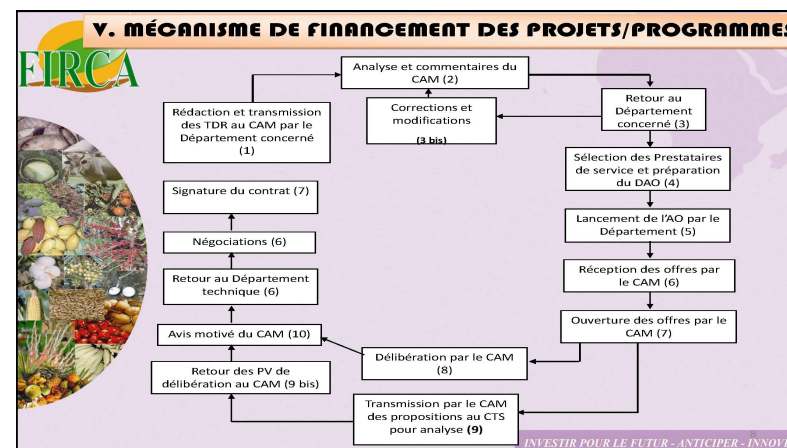 V. MÉCANISME DE FINANCEMENT DES PROJETS/PROGRAMMES
FIRCA
Analyse et commentaires du
CAM (2)
Rédaction et transmission
des TDR au CAM par le
Département concerné
(1)
Corrections et
modifications
(3 bis)
Retour au
Département
concerné (3)
Sélection des Prestataires
de service et préparation
du DAO (4)
Signature du contrat (7)
Lancement de l'AO par le
Département (5)
Négociations (6)
Retour au Département
technique (6)
Réception des offres par
le CAM (6)
Ouverture des offres par le
CAM (7)
Avis motivé du CAM (10)
Délibération par le CAM
(8)
Retour des PV de
délibération au CAM (9 bis)
Transmission par le CAM
des propositions au CTS
pour analyse (9)
INVESTIR POUR LE FUTUR - ANTICIPER - INNOVE